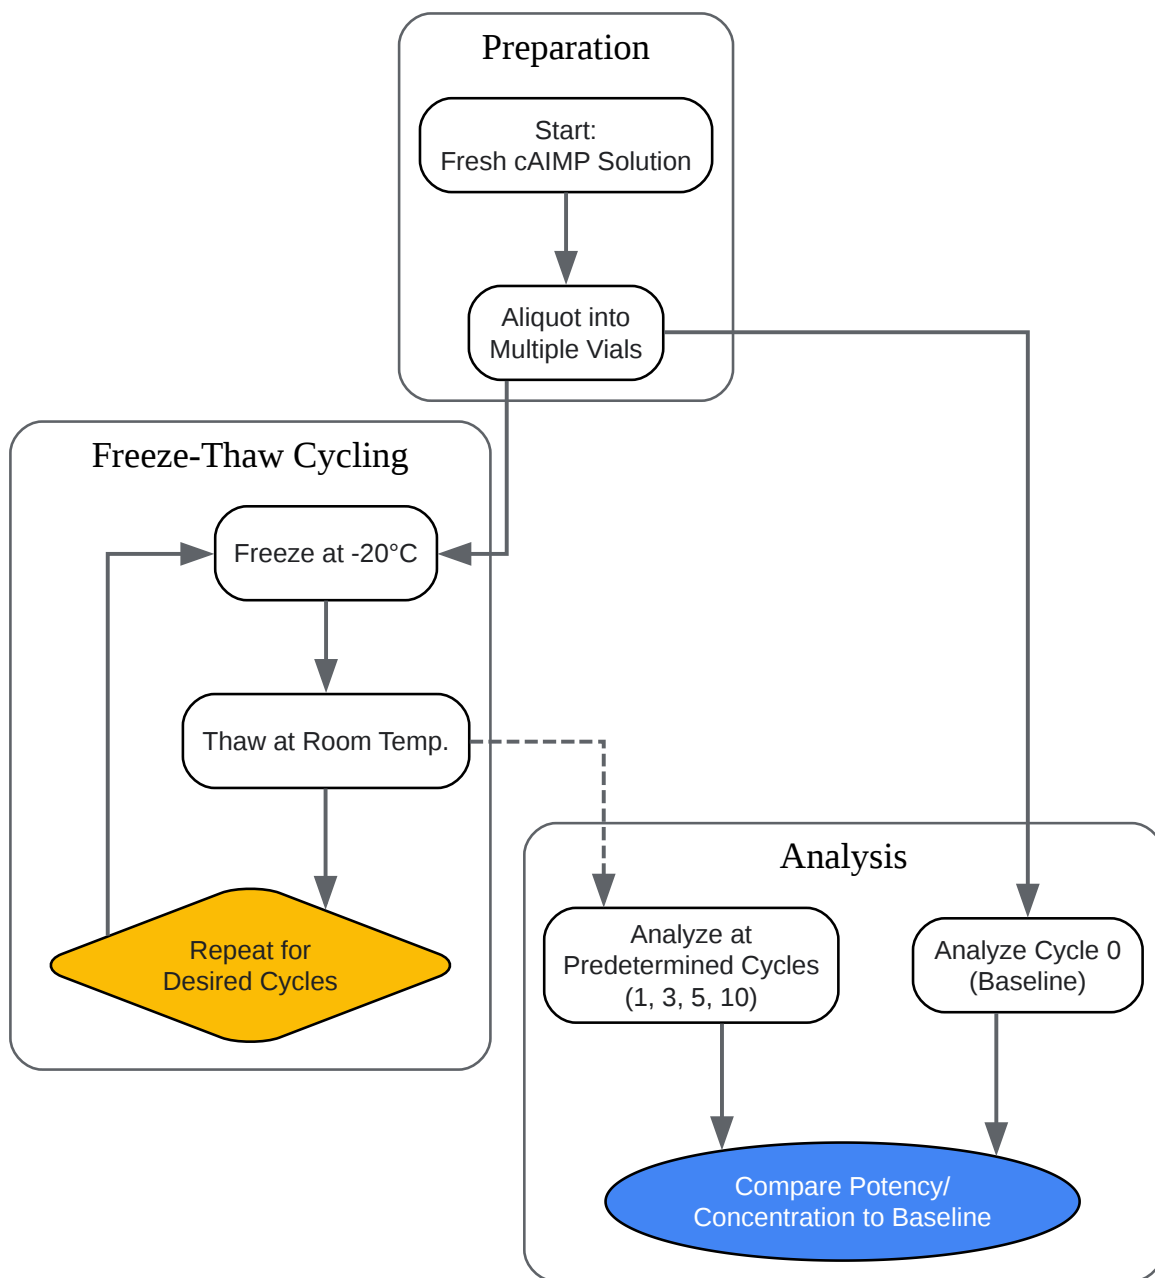 Preparation
Start:
Fresh cAIMP Solution
Aliquot into
Multiple Vials
Freeze-Thaw Cycling
Freeze at -20°C
Thaw at Room Temp.
Repeat for
Desired Cycles
Analysis
Analyze at
Predetermined Cycles
(1, 3, 5, 10)
Analyze Cycle 0
(Baseline)
Compare Potency/
Concentration to Baseline